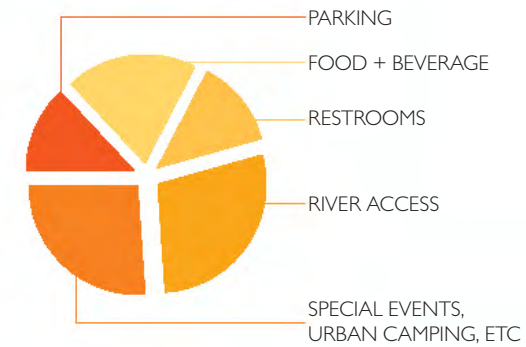 PARKING
FOOD + BEVERAGE
RESTROOMS
RIVER ACCESS
SPECIAL EVENTS,
URBAN CAMPING, ETC